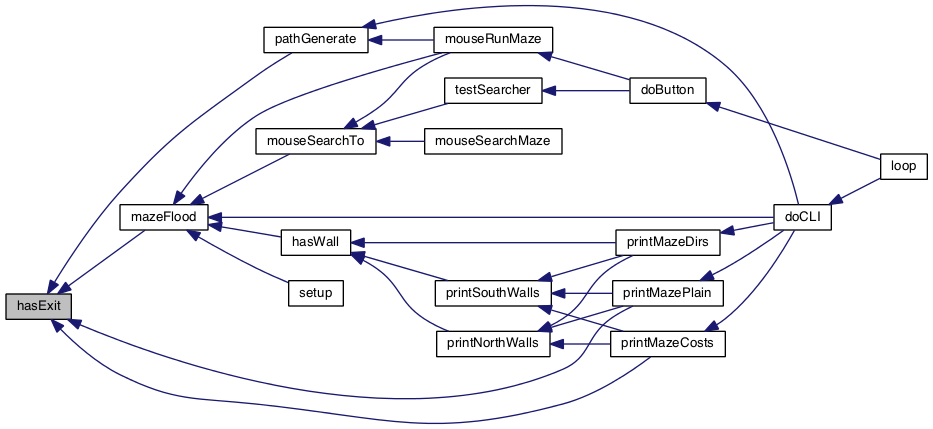 pathGenerate
mouseRunMaze
testSearcher
doButton
mouseSearchTo
mouseSearchMaze
loop
mazeFlood
doCLI
hasWall
printMazeDirs
setup
printSouthWalls
printMazePlain
hasExit
printNorthWalls
printMazeCosts